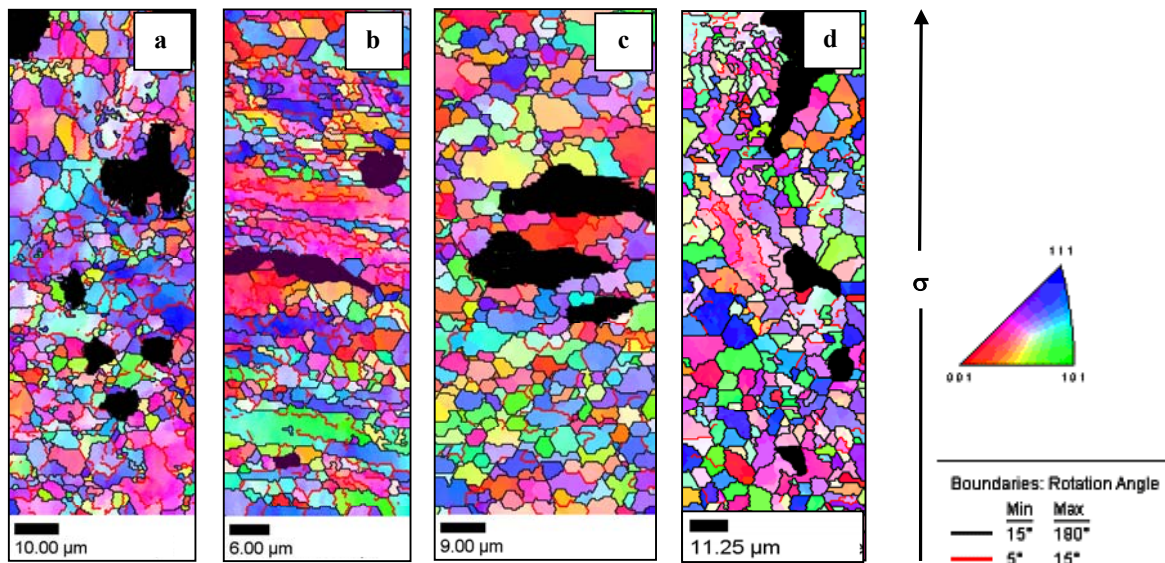 a
b
c
d
10.00 µm
6.00 µm
9.00 µm
11.25 µm
σ
111
001
101
Boundaries: Rotation Angle
Min Max
15° 180°
5° 15°